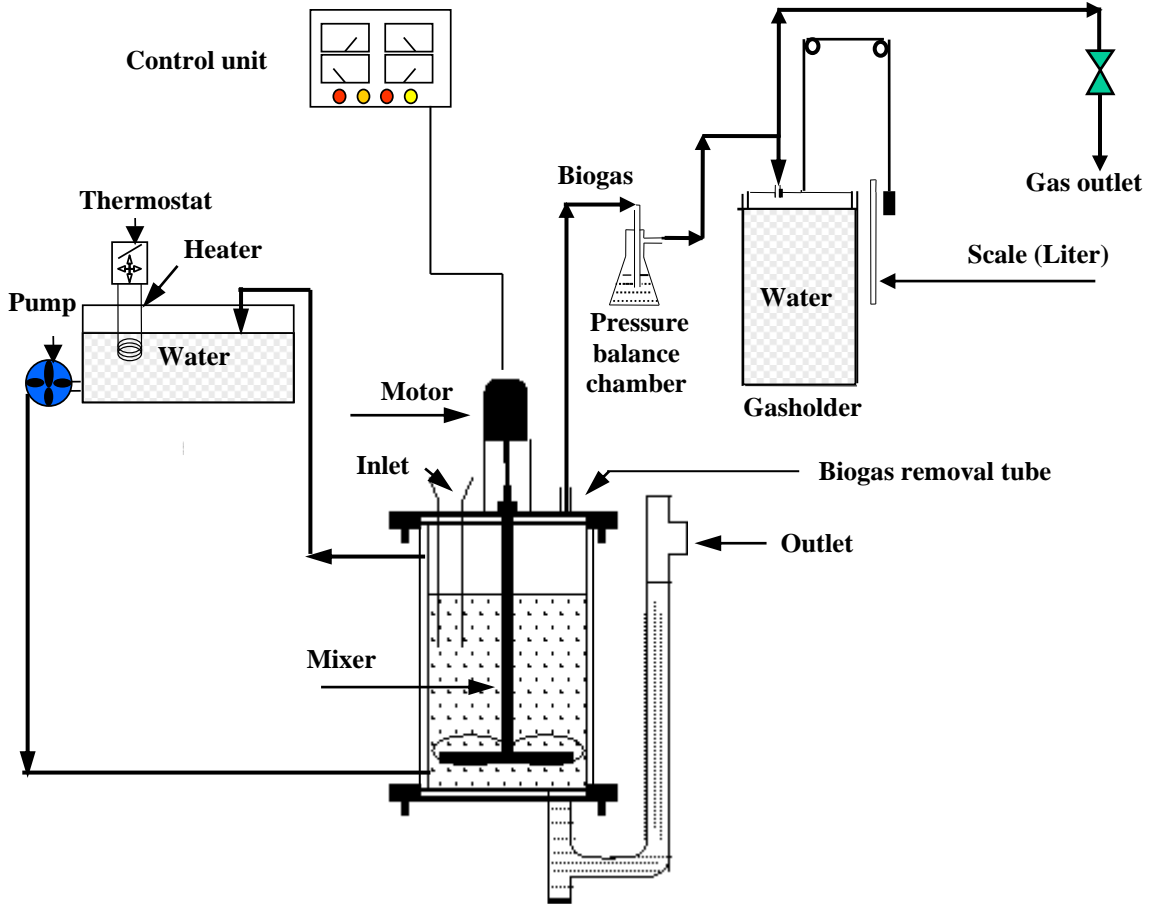 Control unit
Biogas
Gas outlet
Thermostat
Heater
Scale (Liter)
Pump
Water
Water
Pressure
balance
chamber
Motor
Gasholder
Inlet
Biogas removal tube
Outlet
Mixer